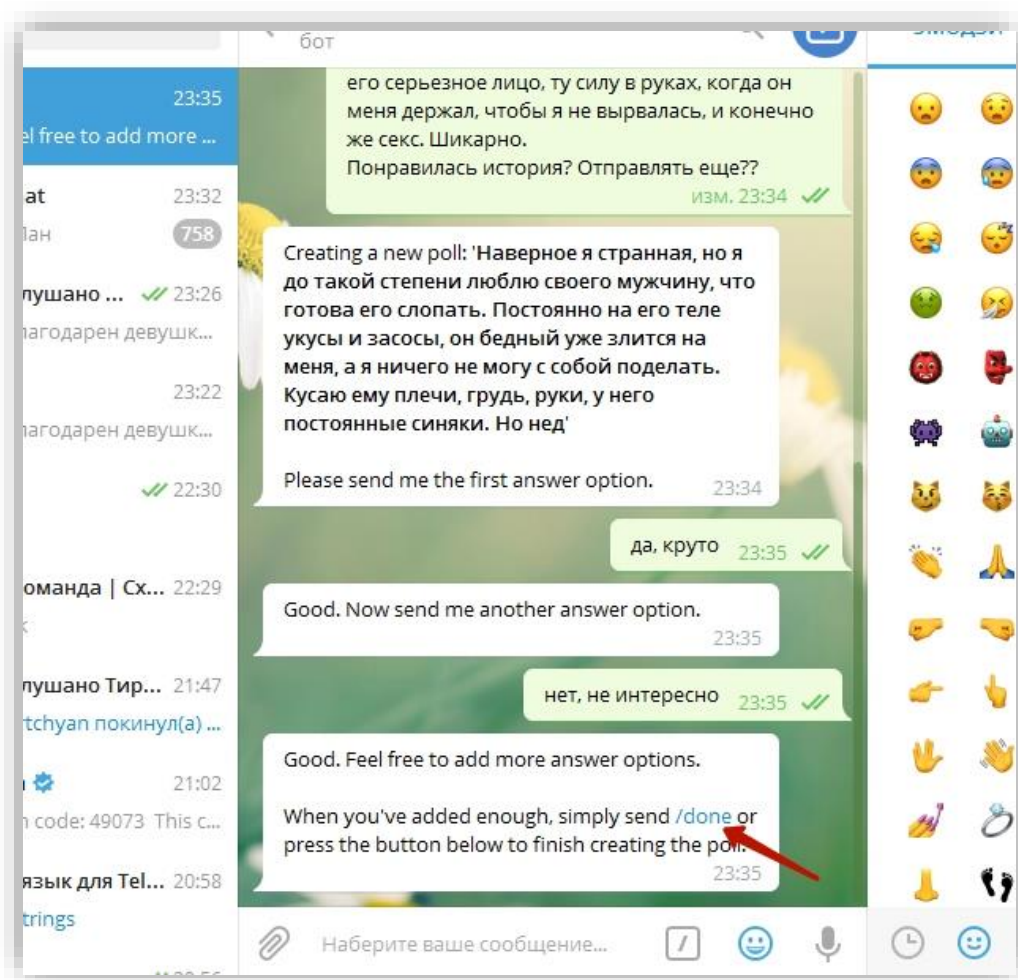 бот
23:35
el free to add more ...
at 23:32
Лан 758
лушано ... 23:26
лагодарен девушк...
23:22
лагодарен девушк...
22:30
оманда | Сх... 22:29
к
лушано Тир... 21:47
rtchyan покинул(а) ...
21:02
n code: 49073 This c...
язык для Tel... 20:58
trings
его серьезное лицо, ту силу в руках, когда он
меня держал, чтобы я не вырвалась, и конечно
же секс. Шикарно.
Понравилась история? Отправлять еще??
изм. 23:34
Creating a new poll: 'Наверное я странная, но я
до такой степени люблю своего мужчину, что
готова его слопать. Постоянно на его теле
укусы и засосы, он бедный уже злится на
меня, а я ничего не могу с собой поделать.
Кусаю ему плечи, грудь, руки, у него
постоянные синяки. Но нед'
Please send me the first answer option. 23:34
да, круто 23:35
Good. Now send me another answer option.
23:35
нет, не интересно 23:35
Good. Feel free to add more answer options.
When you've added enough, simply send /done or
press the button below to finish creating the poll.
23:35
Наберите ваше сообщение...